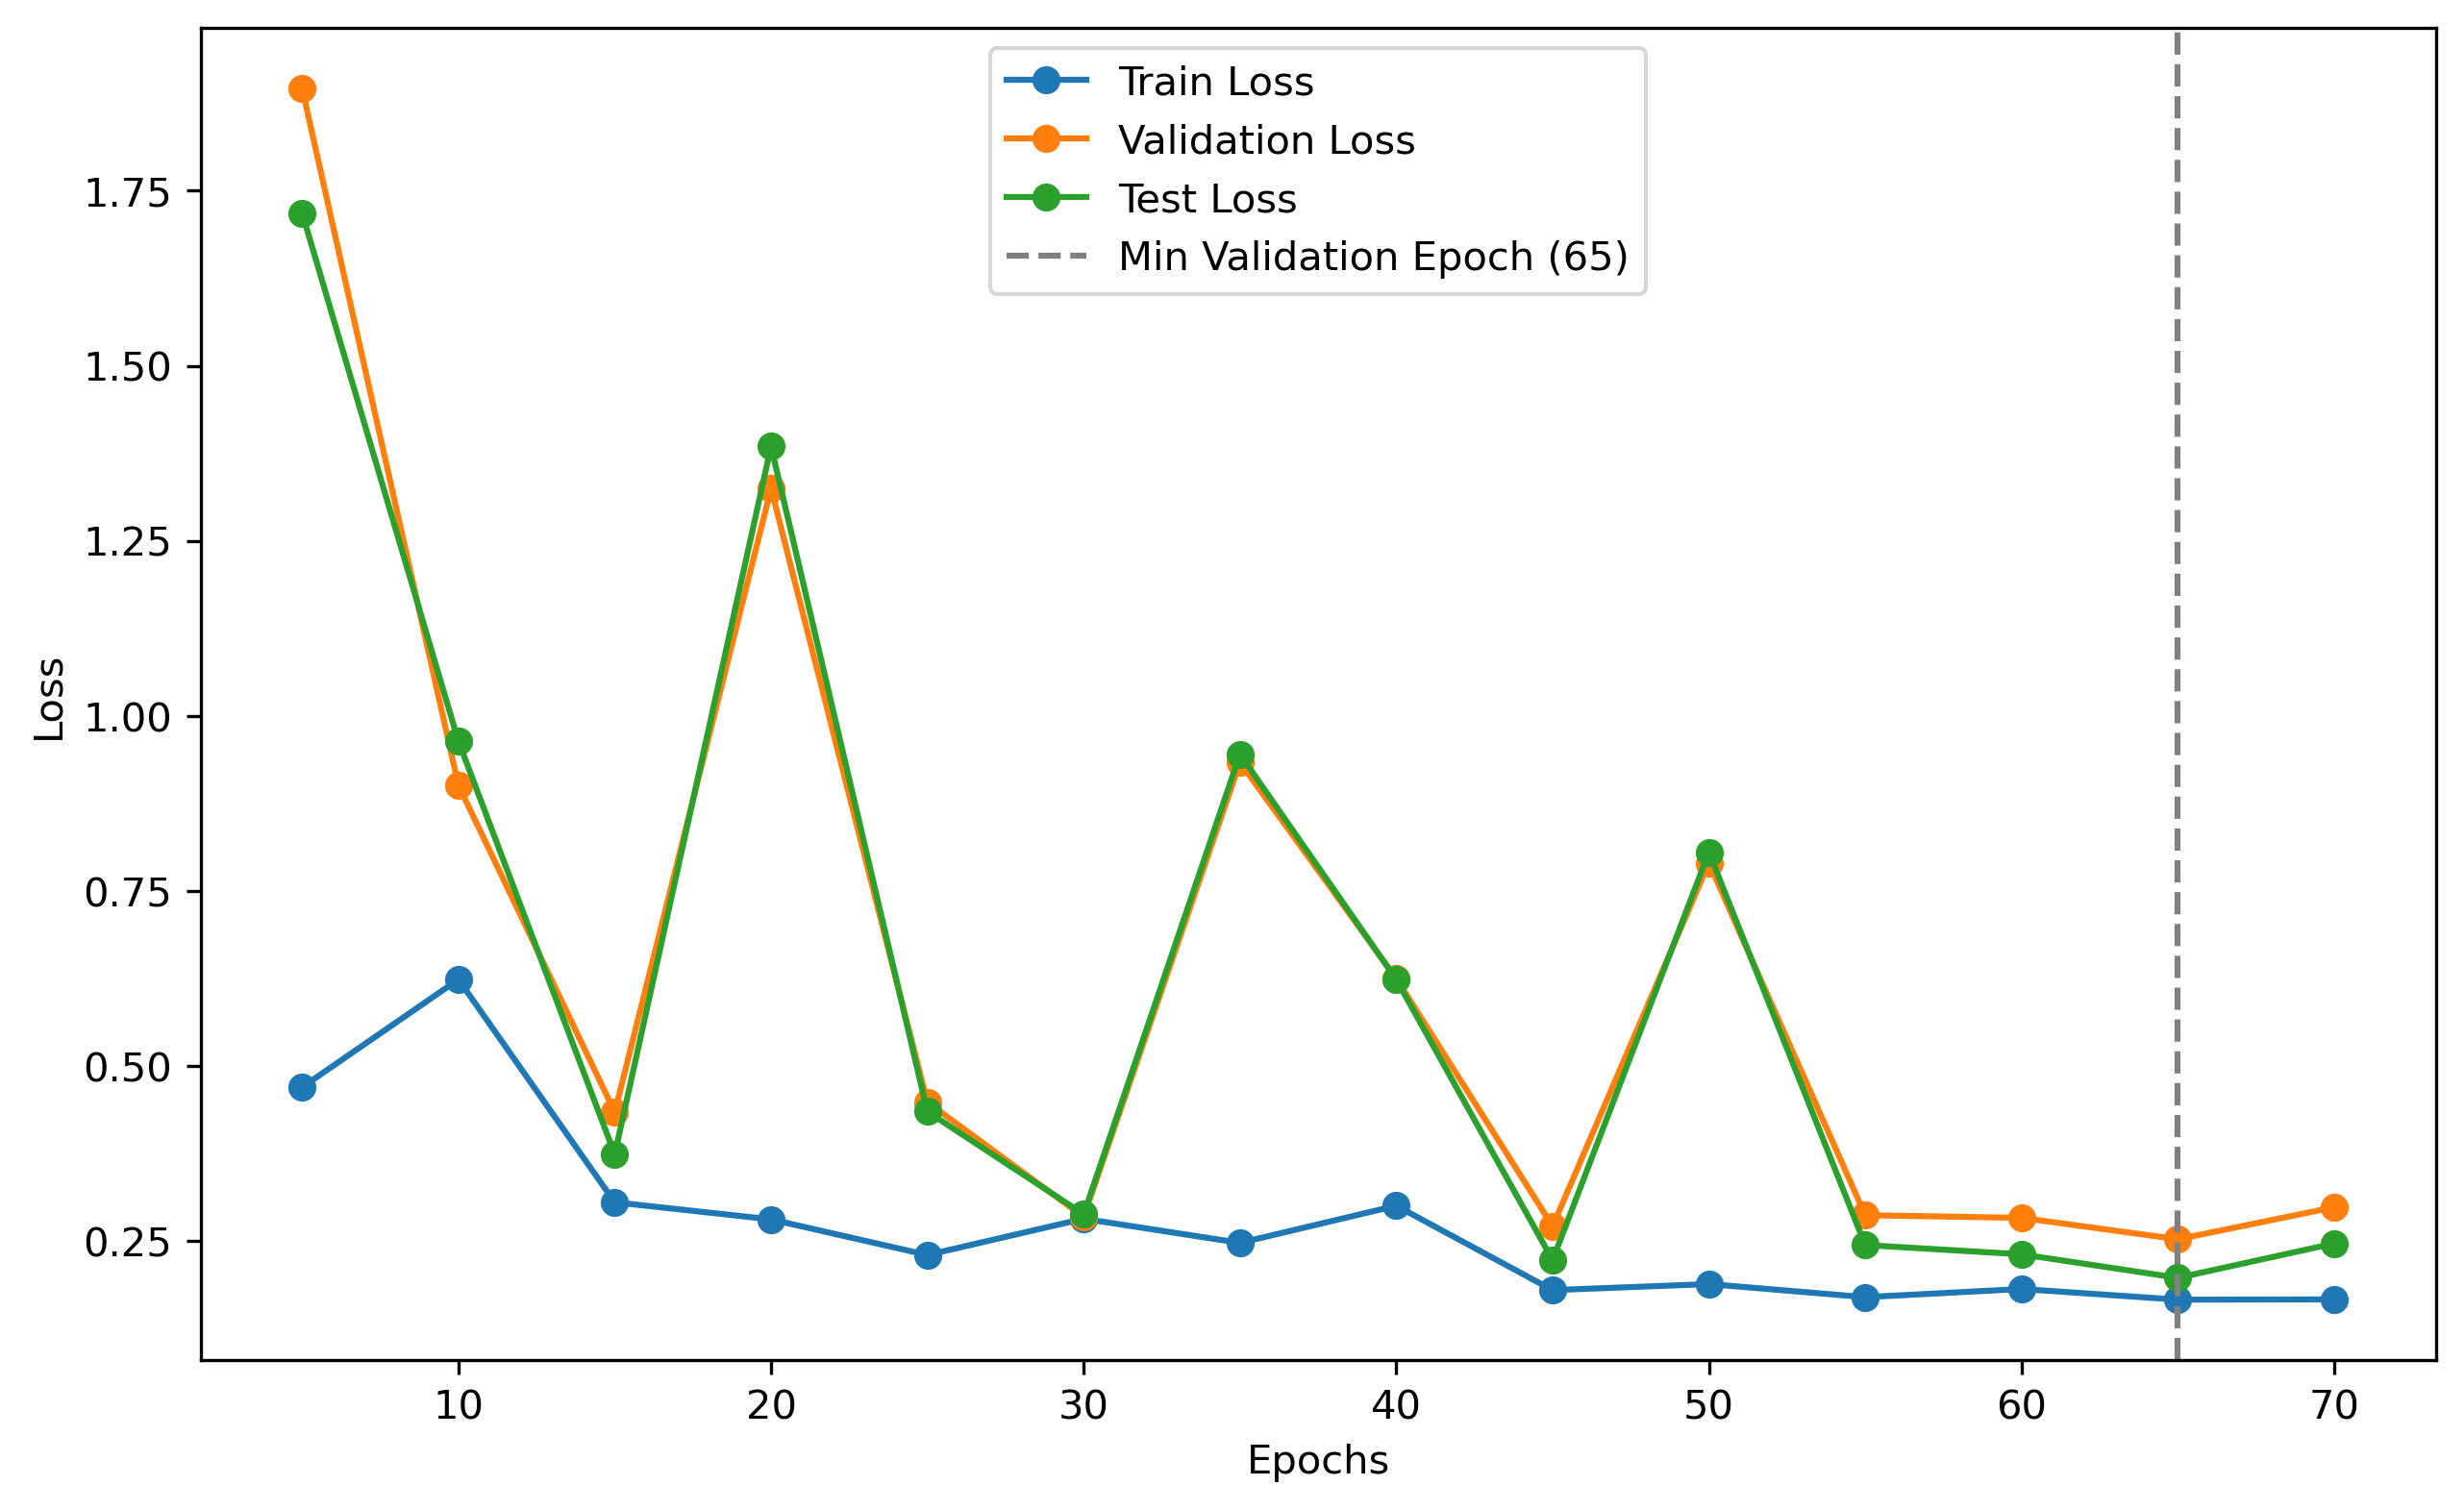 Train Loss
Validation Loss
Test Loss
Min Validation Epoch (65)
1.75
1.50
1.25
1.00
0.75
0.50
0.25
Loss
10 20 30 40 50 60 70
Epochs